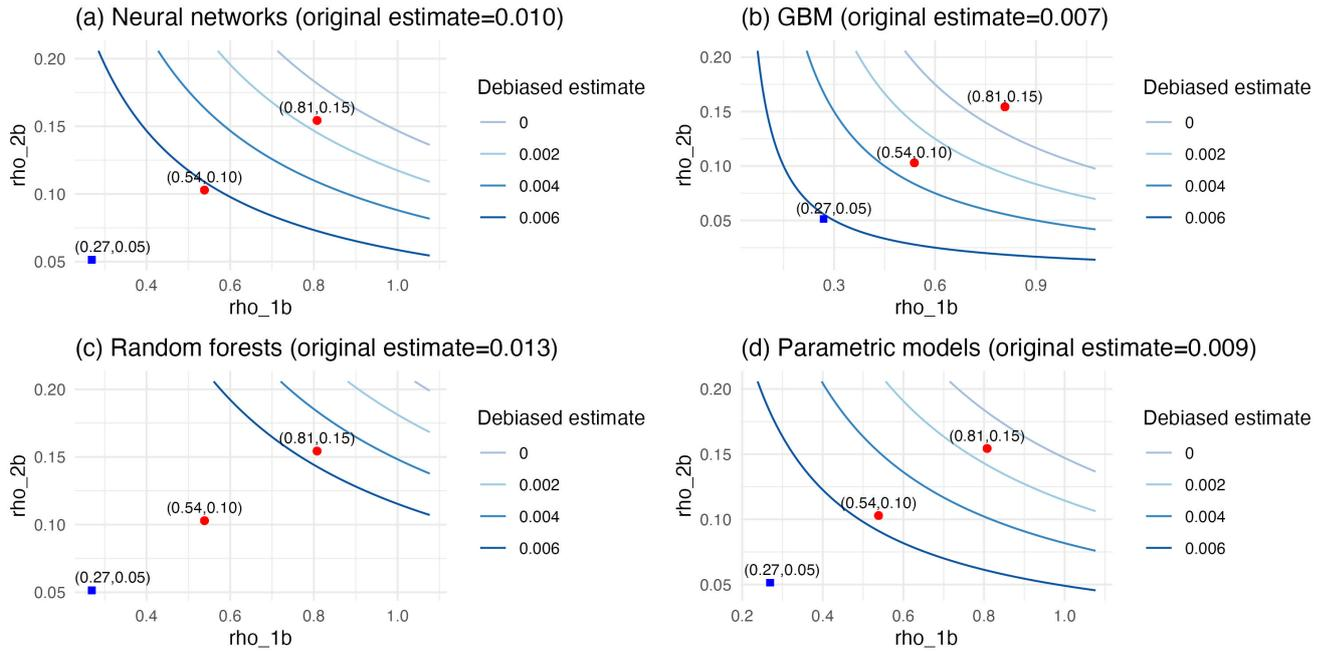 (a) Neural networks (original estimate=0.010)
0.20
0.15
0.10
0.05
rho_2b
(0.81,0.15)
(0.54,0.10)
(0.27,0.05)
0.4 0.6 0.8 1.0
rho_1b
Debiased estimate
0
0.002
0.004
0.006
(b) GBM (original estimate=0.007)
0.20
0.15
0.10
0.05
rho_2b
(0.81,0.15)
(0.54,0.10)
(0.27,0.05)
0.3 0.6 0.9
rho_1b
Debiased estimate
0
0.002
0.004
0.006
(c) Random forests (original estimate=0.013)
0.20
0.15
0.10
0.05
rho_2b
(0.81,0.15)
(0.54,0.10)
(0.27,0.05)
0.4 0.6 0.8 1.0
rho_1b
Debiased estimate
0
0.002
0.004
0.006
(d) Parametric models (original estimate=0.009)
0.20
0.15
0.10
0.05
rho_2b
(0.81,0.15)
(0.54,0.10)
(0.27,0.05)
0.2 0.4 0.6 0.8 1.0
rho_1b
Debiased estimate
0
0.002
0.004
0.006